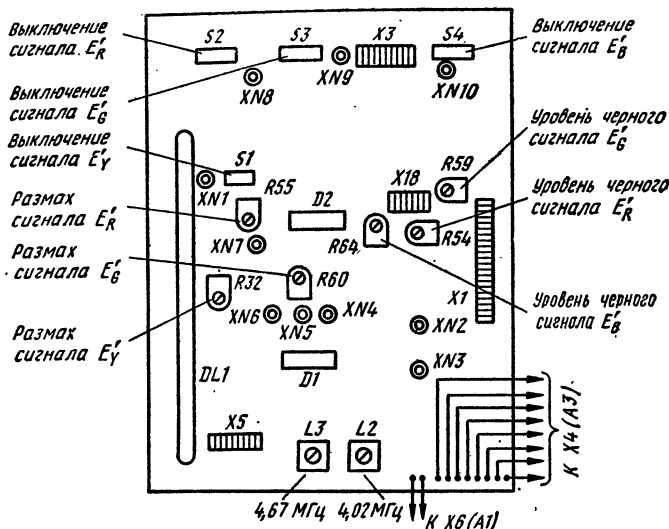 Выключение
сигнала E'R
S2
S3
X3
S4
Выключение
сигнала E'B
XN9
XN8
XN10
Выключение
сигнала E'G
Выключение
сигнала E'Y
Уровень черного
сигнала E'G
S1
XN1
R55
X18
R59
Размах
сигнала E'R
D2
Уровень черного
сигнала E'R
XN7
R64
R54
Размах
сигнала E'G
R32
R60
X1
XN6
XN5
XN4
XN2
Уровень черного
сигнала E'B
Размах
сигнала E'Y
DL1
D1
XN3
X5
L3
L2
К X4 (A3)
4,67 МГц
4,02 МГц
К X6 (A1)